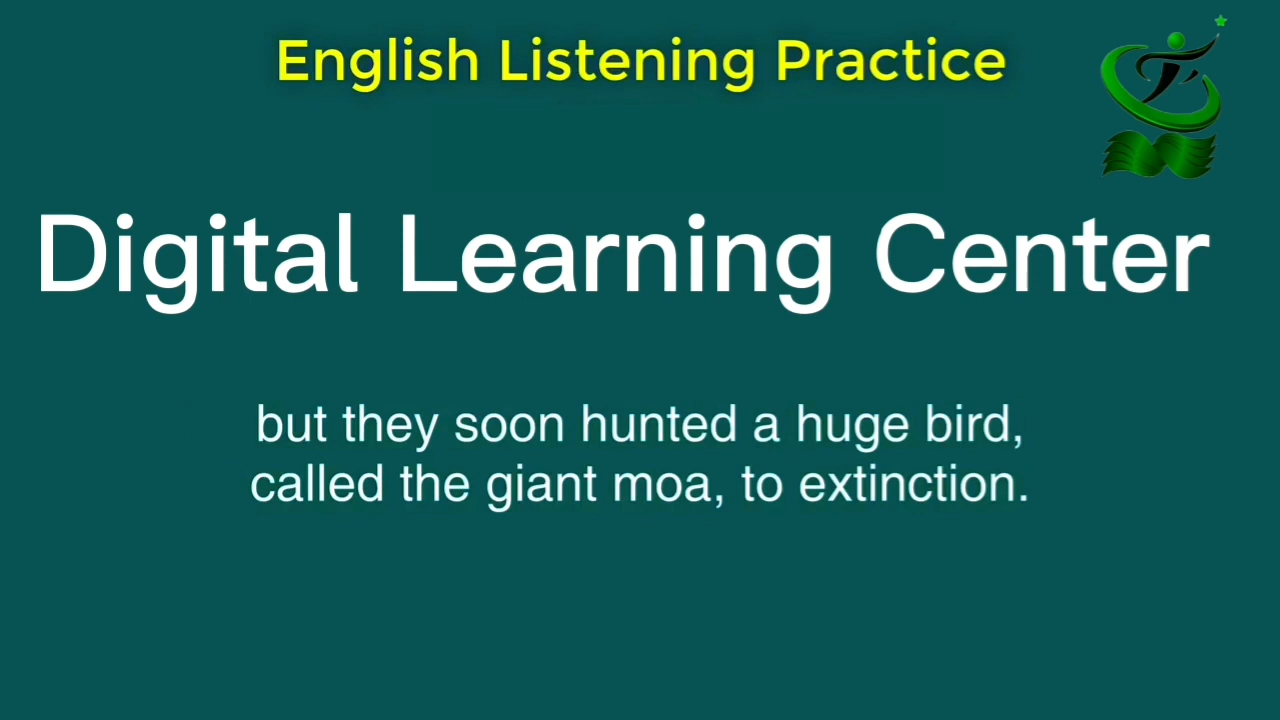 English Listening Practice
Digital Learning Center
but they soon hunted a huge bird,
called the giant moa, to extinction.